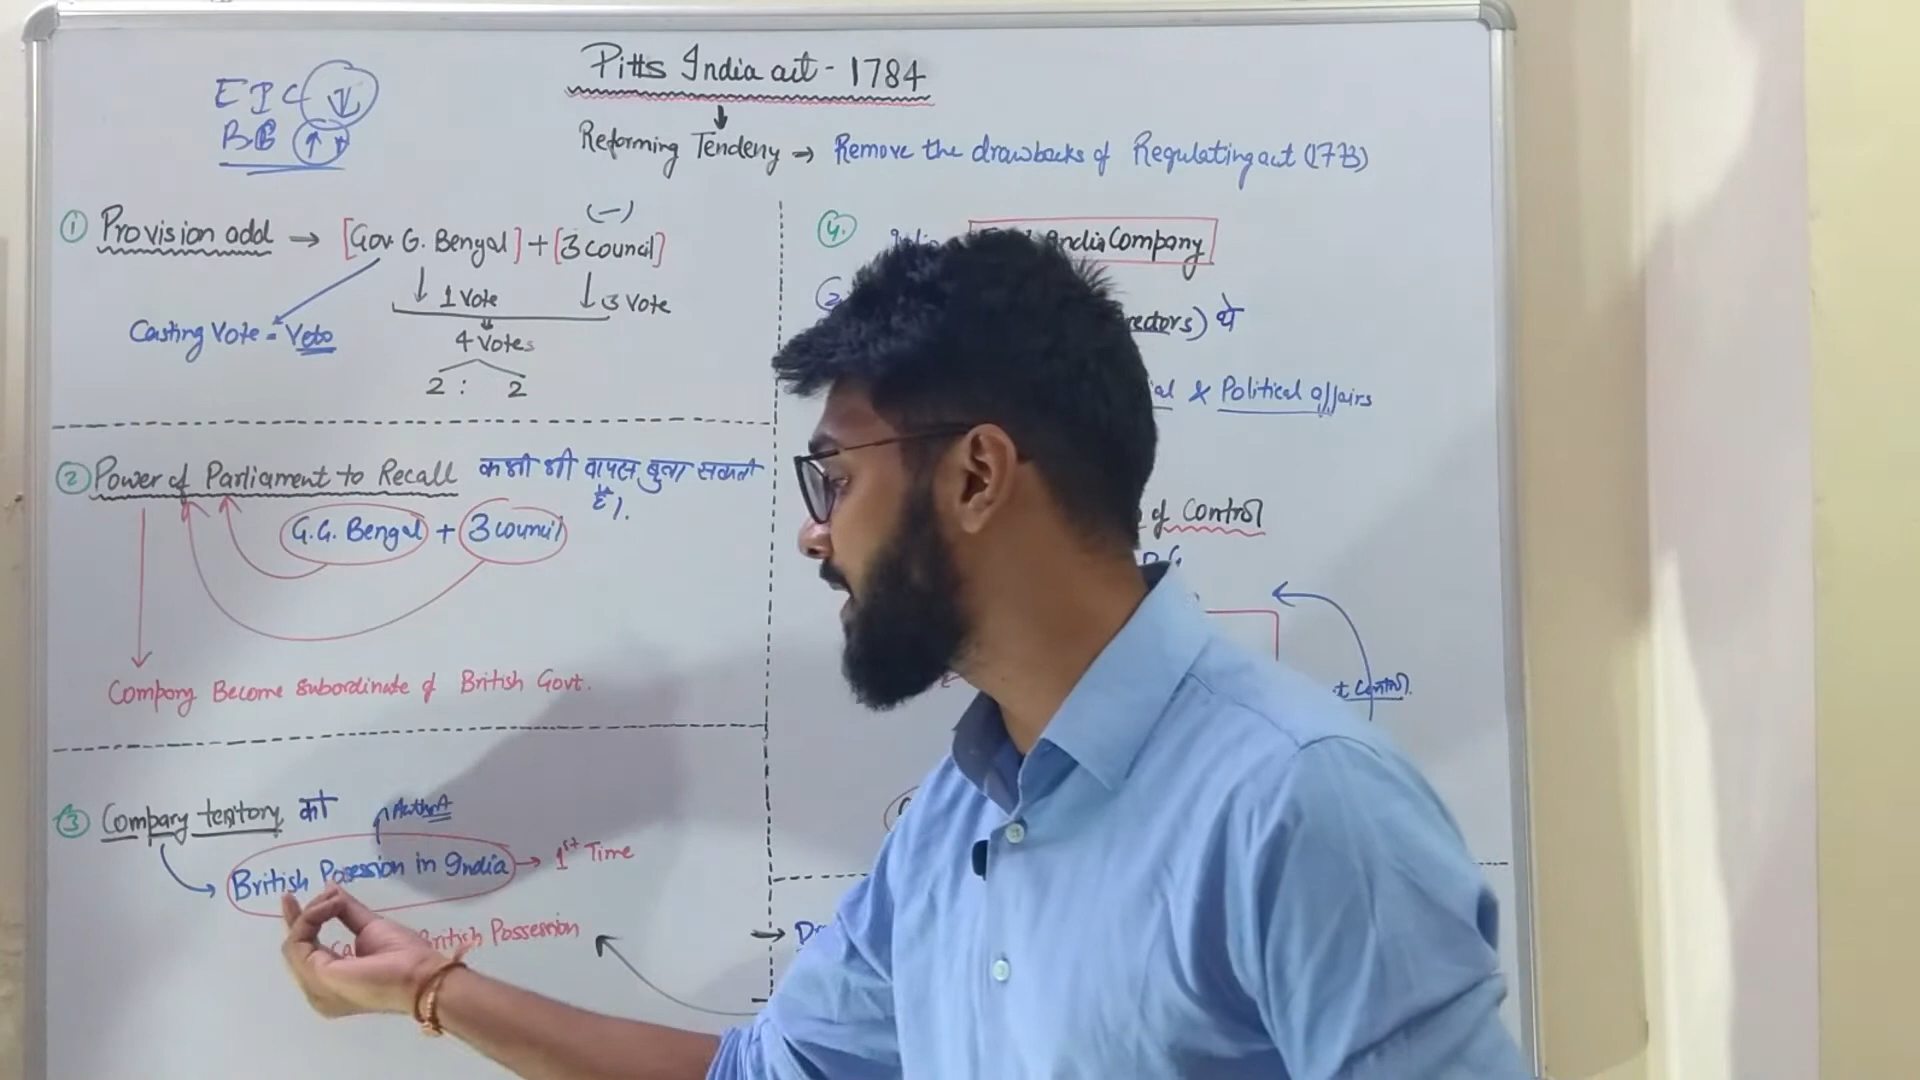 Pitts India act - 1784
EIC ↓
BG ↑
Reforming Tendeny → Remove the drawbacks of Regulating act (1773)
① Provision add → [Gov. G. Bengal] + [3 council]
(-)
1 Vote 3 Vote
Casting Vote = Veto
4 Votes
2 : 2
② Power of Parliament to Recall कभी भी वापस बुला सकती
है।
G.G. Bengal + 3 council
Company Become subordinate of British Govt.
③ Company territory को
British Posession in India → 1st Time
British Possession
④.
India Company
rectors) थे
ial & Political affairs
of Control
t Control.